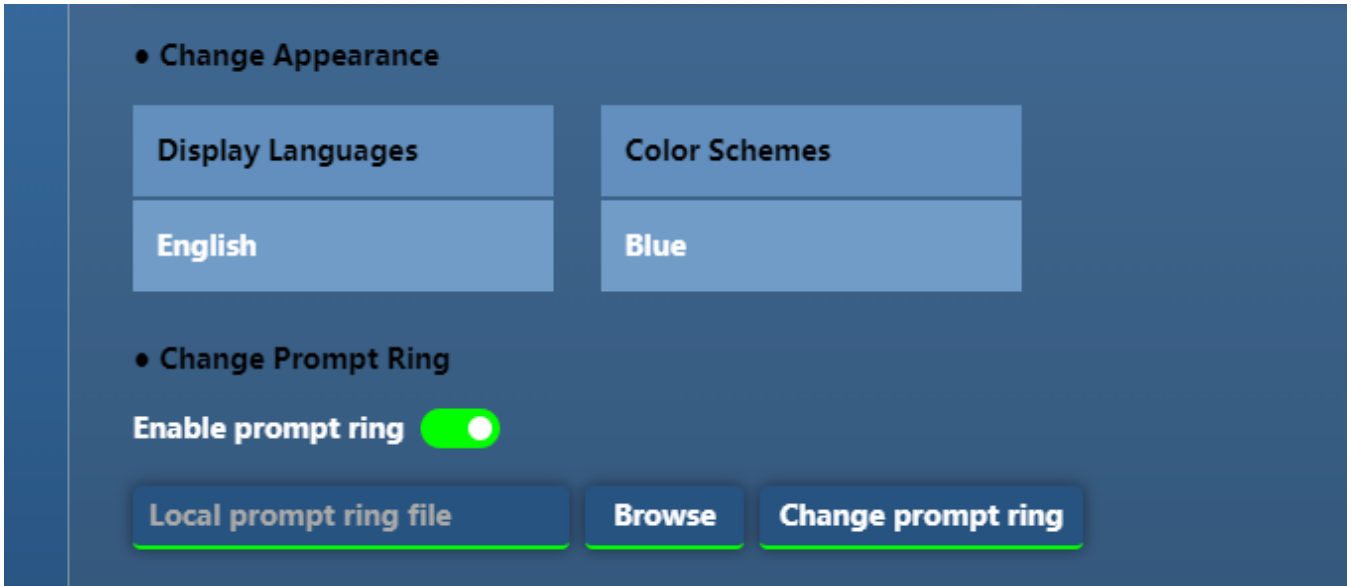 ● Change Appearance
Display Languages
Color Schemes
English
Blue
● Change Prompt Ring
Enable prompt ring
Local prompt ring file
Browse
Change prompt ring